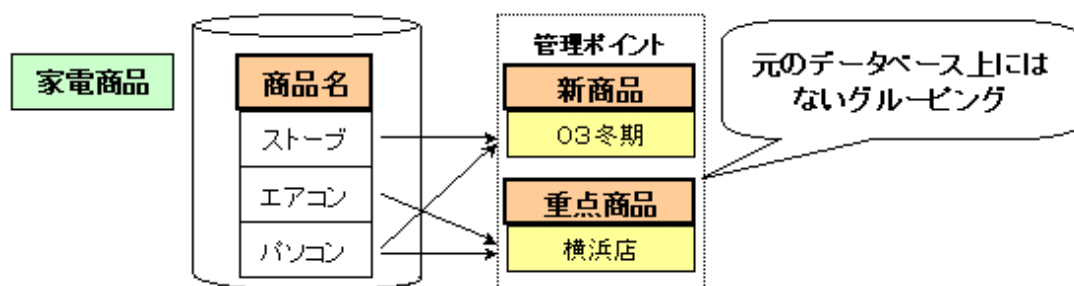 家電商品
商品名
ストーブ
エアコン
パソコン
管理ポイント
新商品
03冬期
重点商品
横浜店
元のデータベース上には
ないグルーピング